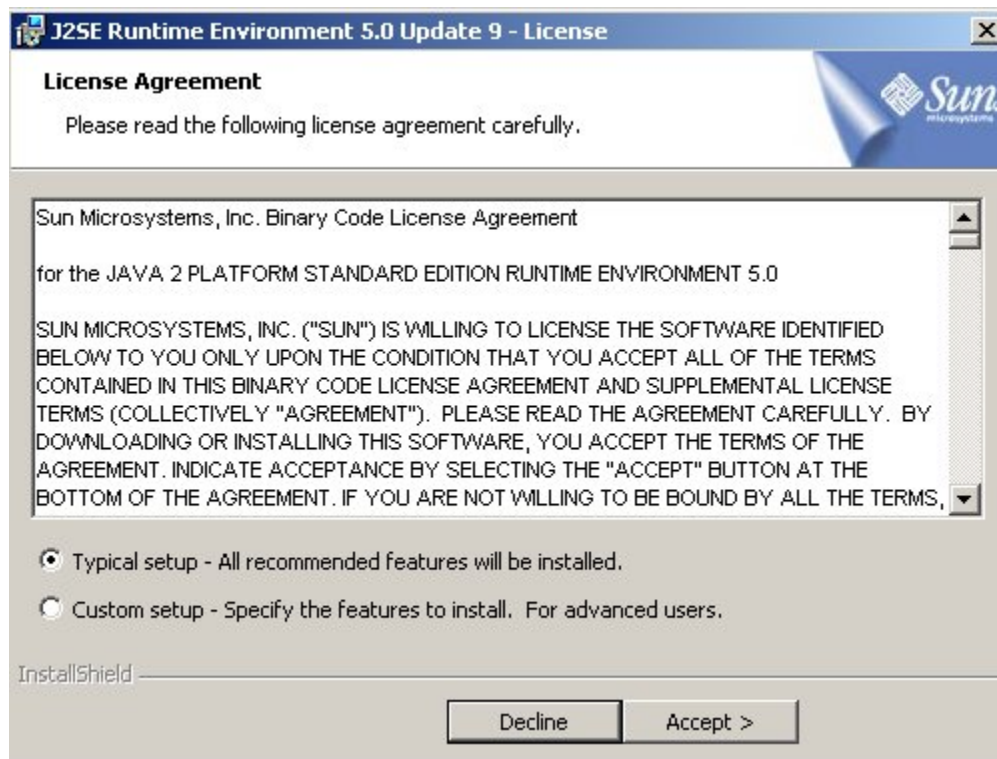 J2SE Runtime Environment 5.0 Update 9 - License
License Agreement
Please read the following license agreement carefully.
Sun
microsystems
Sun Microsystems, Inc. Binary Code License Agreement
for the JAVA 2 PLATFORM STANDARD EDITION RUNTIME ENVIRONMENT 5.0
SUN MICROSYSTEMS, INC. ("SUN") IS WILLING TO LICENSE THE SOFTWARE IDENTIFIED
BELOW TO YOU ONLY UPON THE CONDITION THAT YOU ACCEPT ALL OF THE TERMS
CONTAINED IN THIS BINARY CODE LICENSE AGREEMENT AND SUPPLEMENTAL LICENSE
TERMS (COLLECTIVELY "AGREEMENT").  PLEASE READ THE AGREEMENT CAREFULLY.  BY
DOWNLOADING OR INSTALLING THIS SOFTWARE, YOU ACCEPT THE TERMS OF THE
AGREEMENT. INDICATE ACCEPTANCE BY SELECTING THE "ACCEPT" BUTTON AT THE
BOTTOM OF THE AGREEMENT. IF YOU ARE NOT WILLING TO BE BOUND BY ALL THE TERMS,
Typical setup - All recommended features will be installed.
Custom setup - Specify the features to install.  For advanced users.
InstallShield
Decline
Accept >